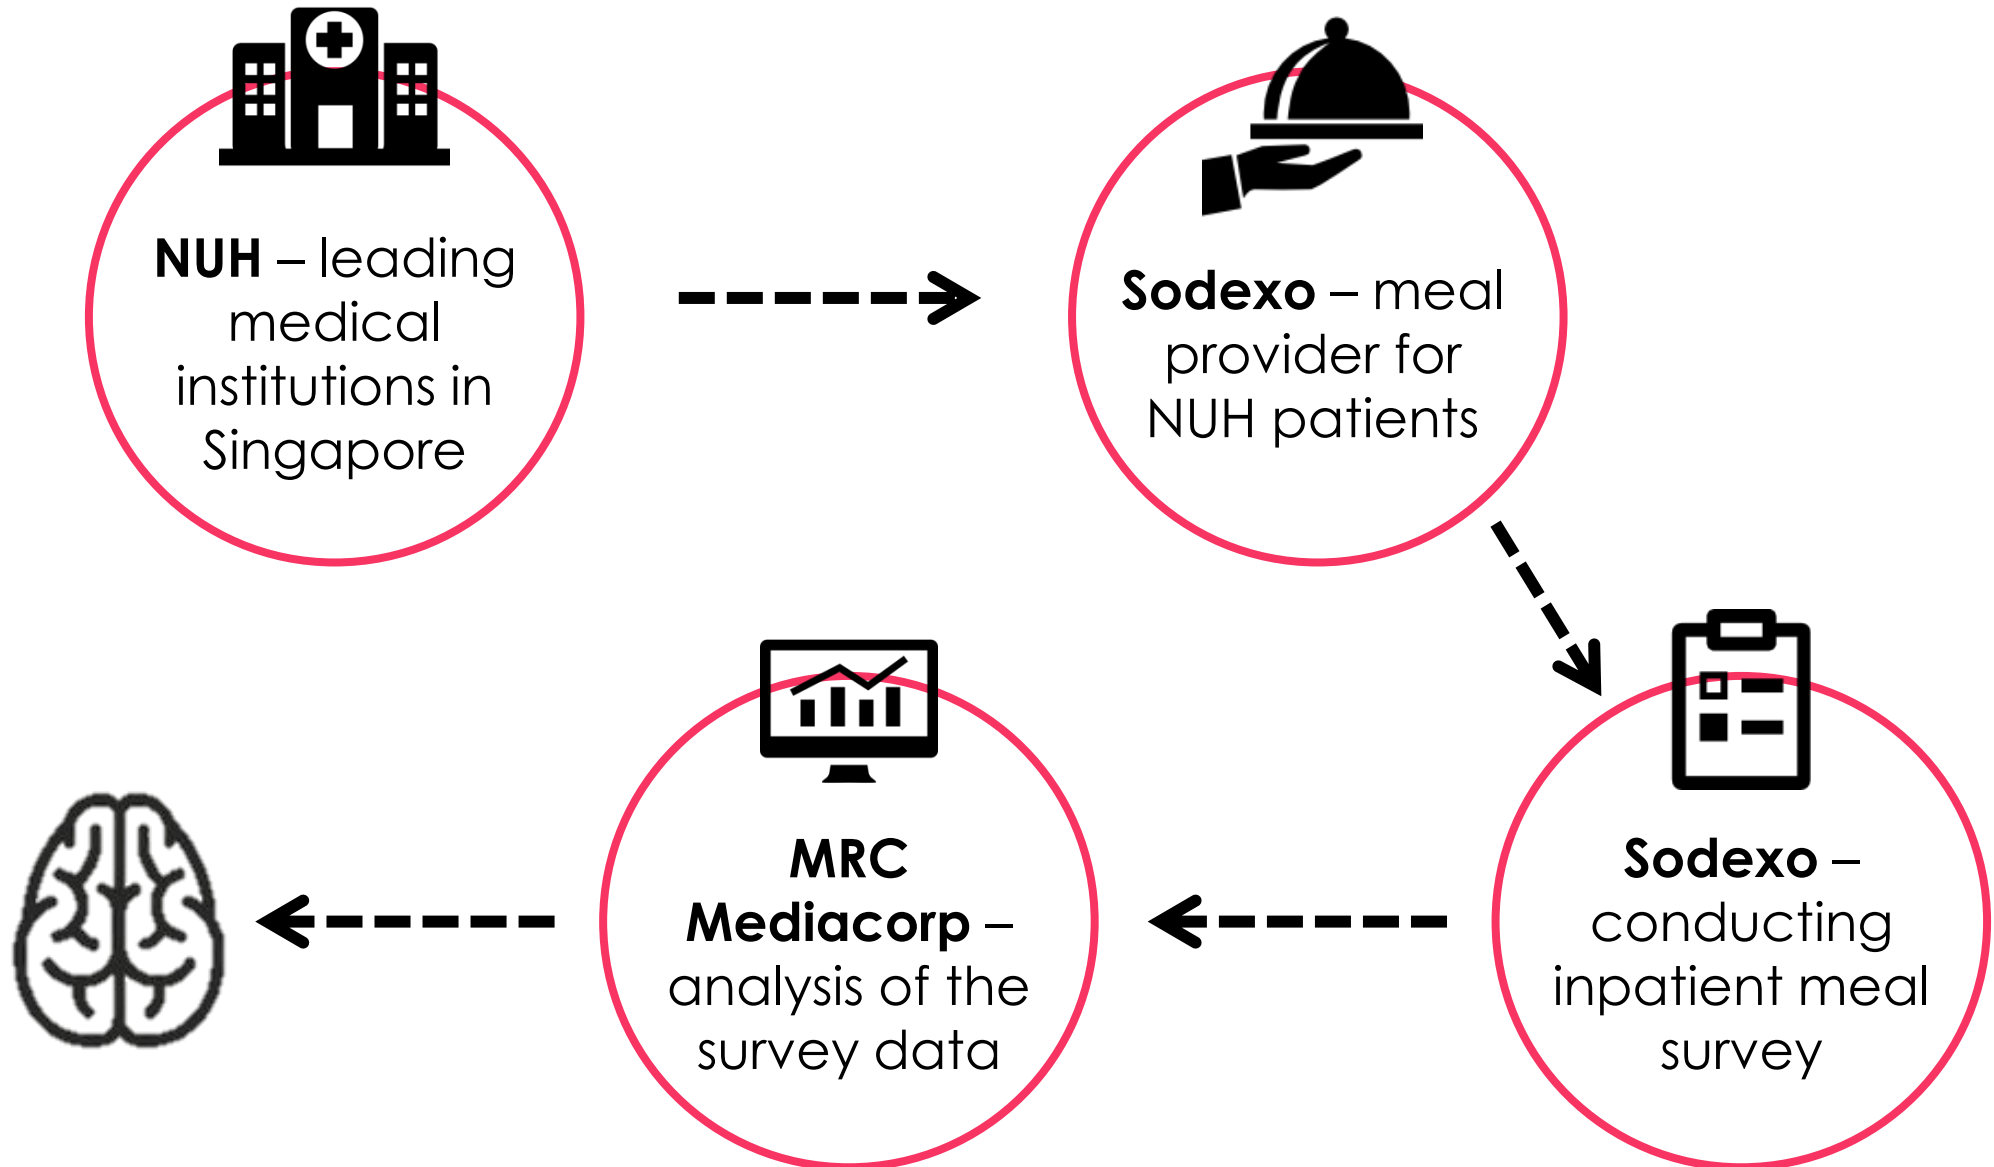 NUH – leading
medical
institutions in
Singapore
Sodexo – meal
provider for
NUH patients
Sodexo –
conducting
inpatient meal
survey
MRC
Mediacorp –
analysis of the
survey data